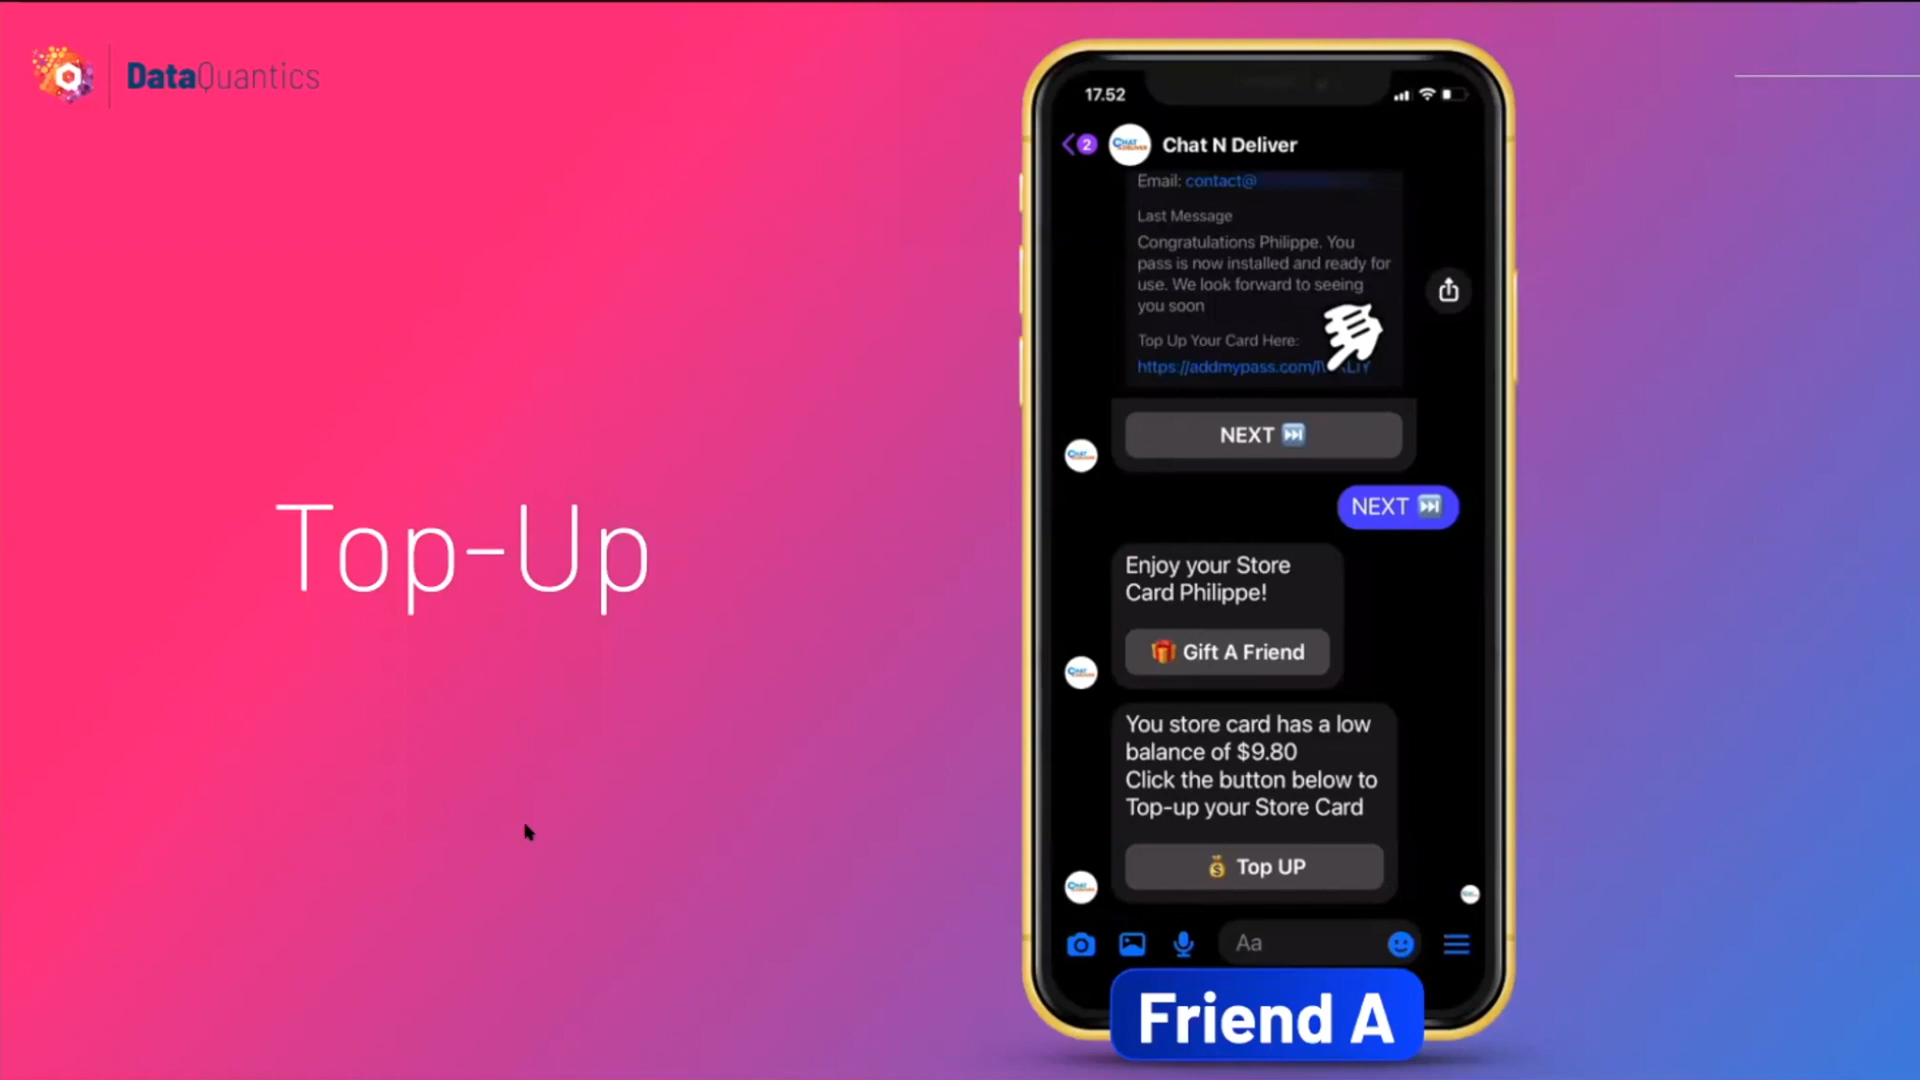 DataQuantics
Top-Up
17.52
2
Chat N Deliver
Email: contact@
Last Message
Congratulations Philippe. You
pass is now installed and ready for
use. We look forward to seeing
you soon
Top Up Your Card Here:
https://addmypass.com/
NEXT
NEXT
Enjoy your Store
Card Philippe!
Gift A Friend
You store card has a low
balance of $9.80
Click the button below to
Top-up your Store Card
Top UP
Aa
Friend A